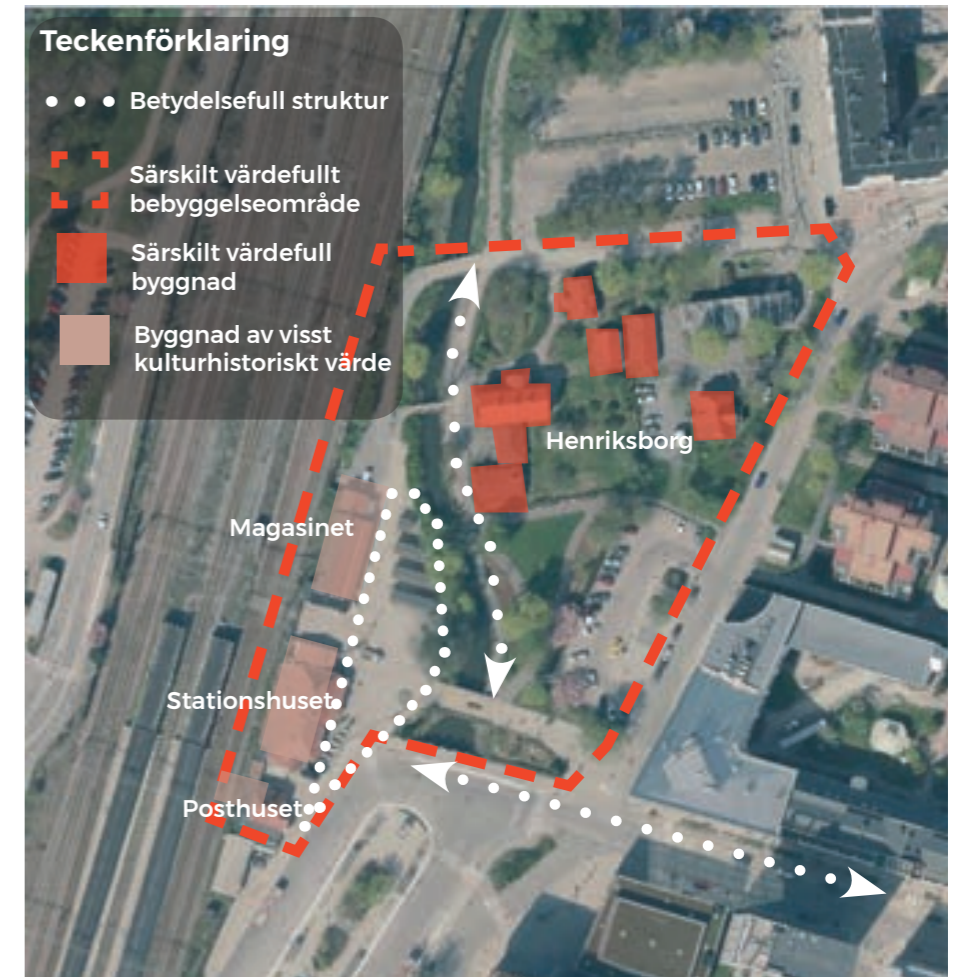 Teckenförklaring
Betydelsefull struktur
Särskilt värdefullt
bebyggelseområde
Särskilt värdefull
byggnad
Byggnad av visst
kulturhistoriskt värde
Henriksborg
Magasinet
Stationshuset
Posthuset